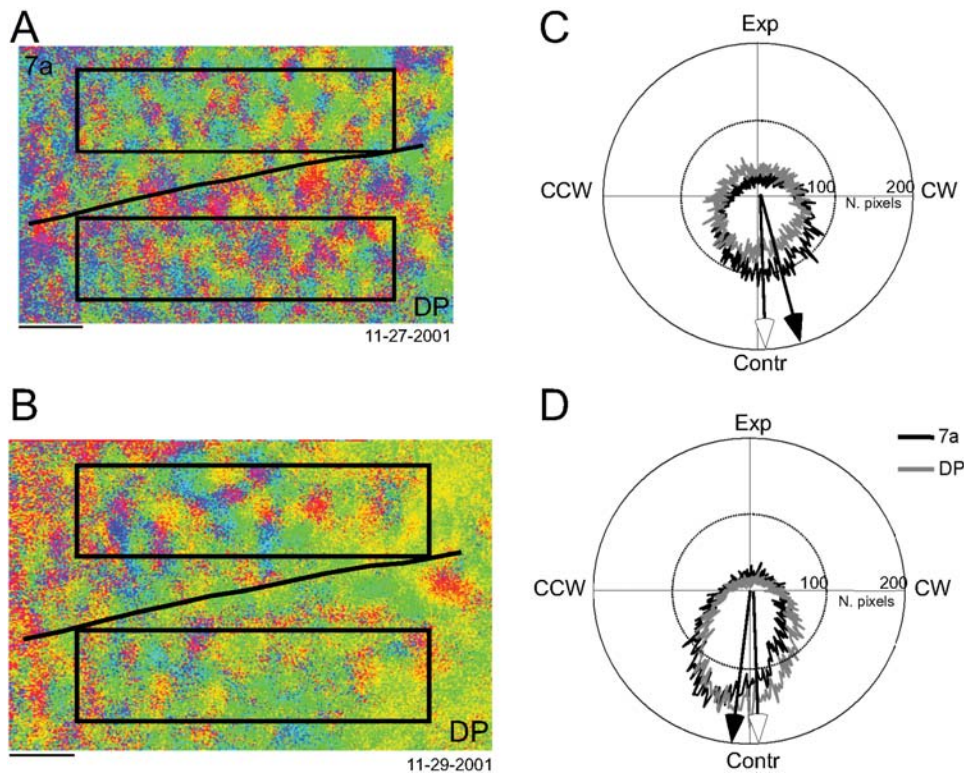 A
7a
DP
11-27-2001
B
DP
11-29-2001
C
Exp
CCW
100
200
CW
N. pixels
Contr
D
Exp
7a
DP
CCW
100
200
CW
N. pixels
Contr